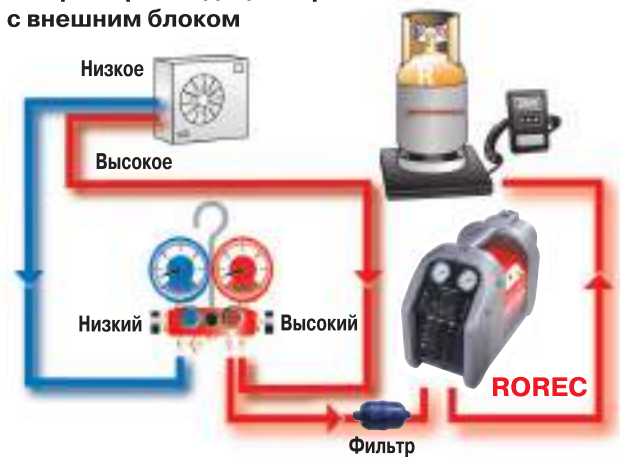 с внешним блоком
Низкое
Высокое
Низкий
Высокий
ROREC
Фильтр